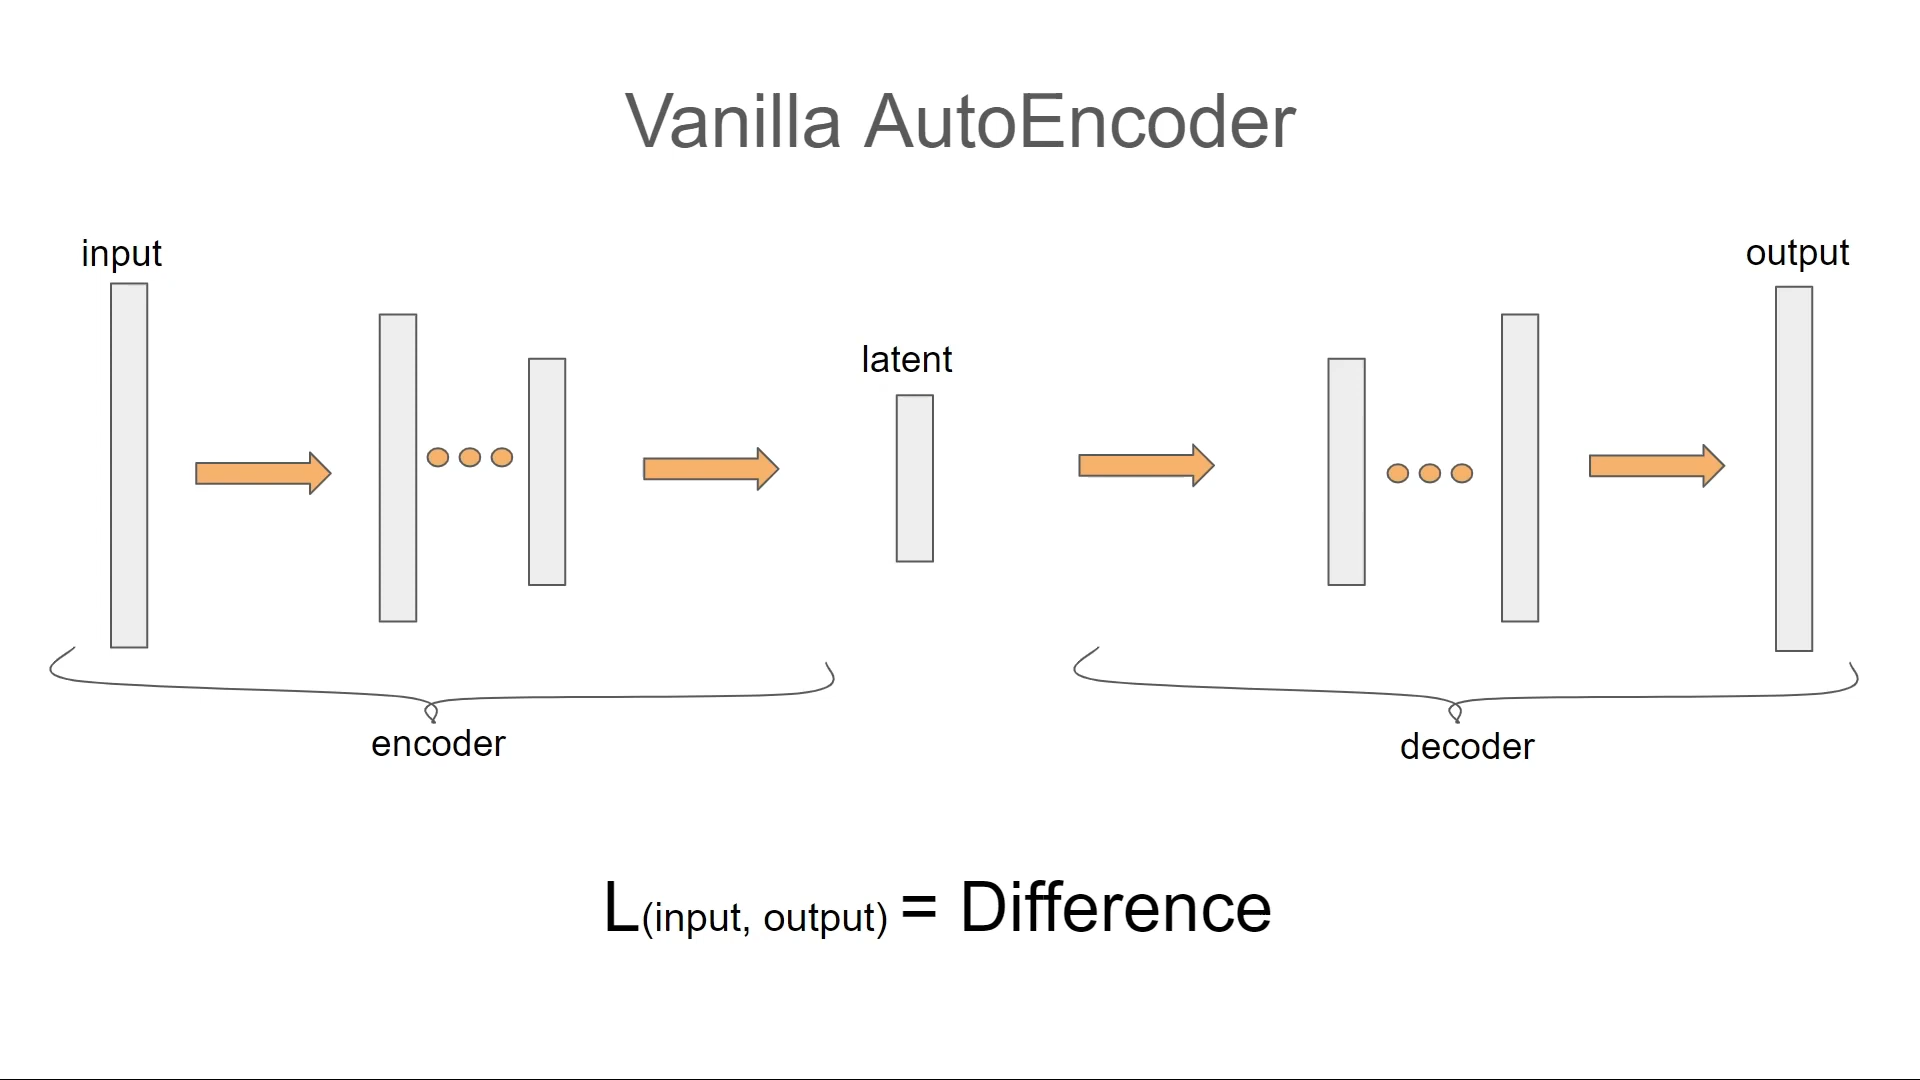 Vanilla AutoEncoder
input
output
latent
encoder
decoder
L(input, output) = Difference